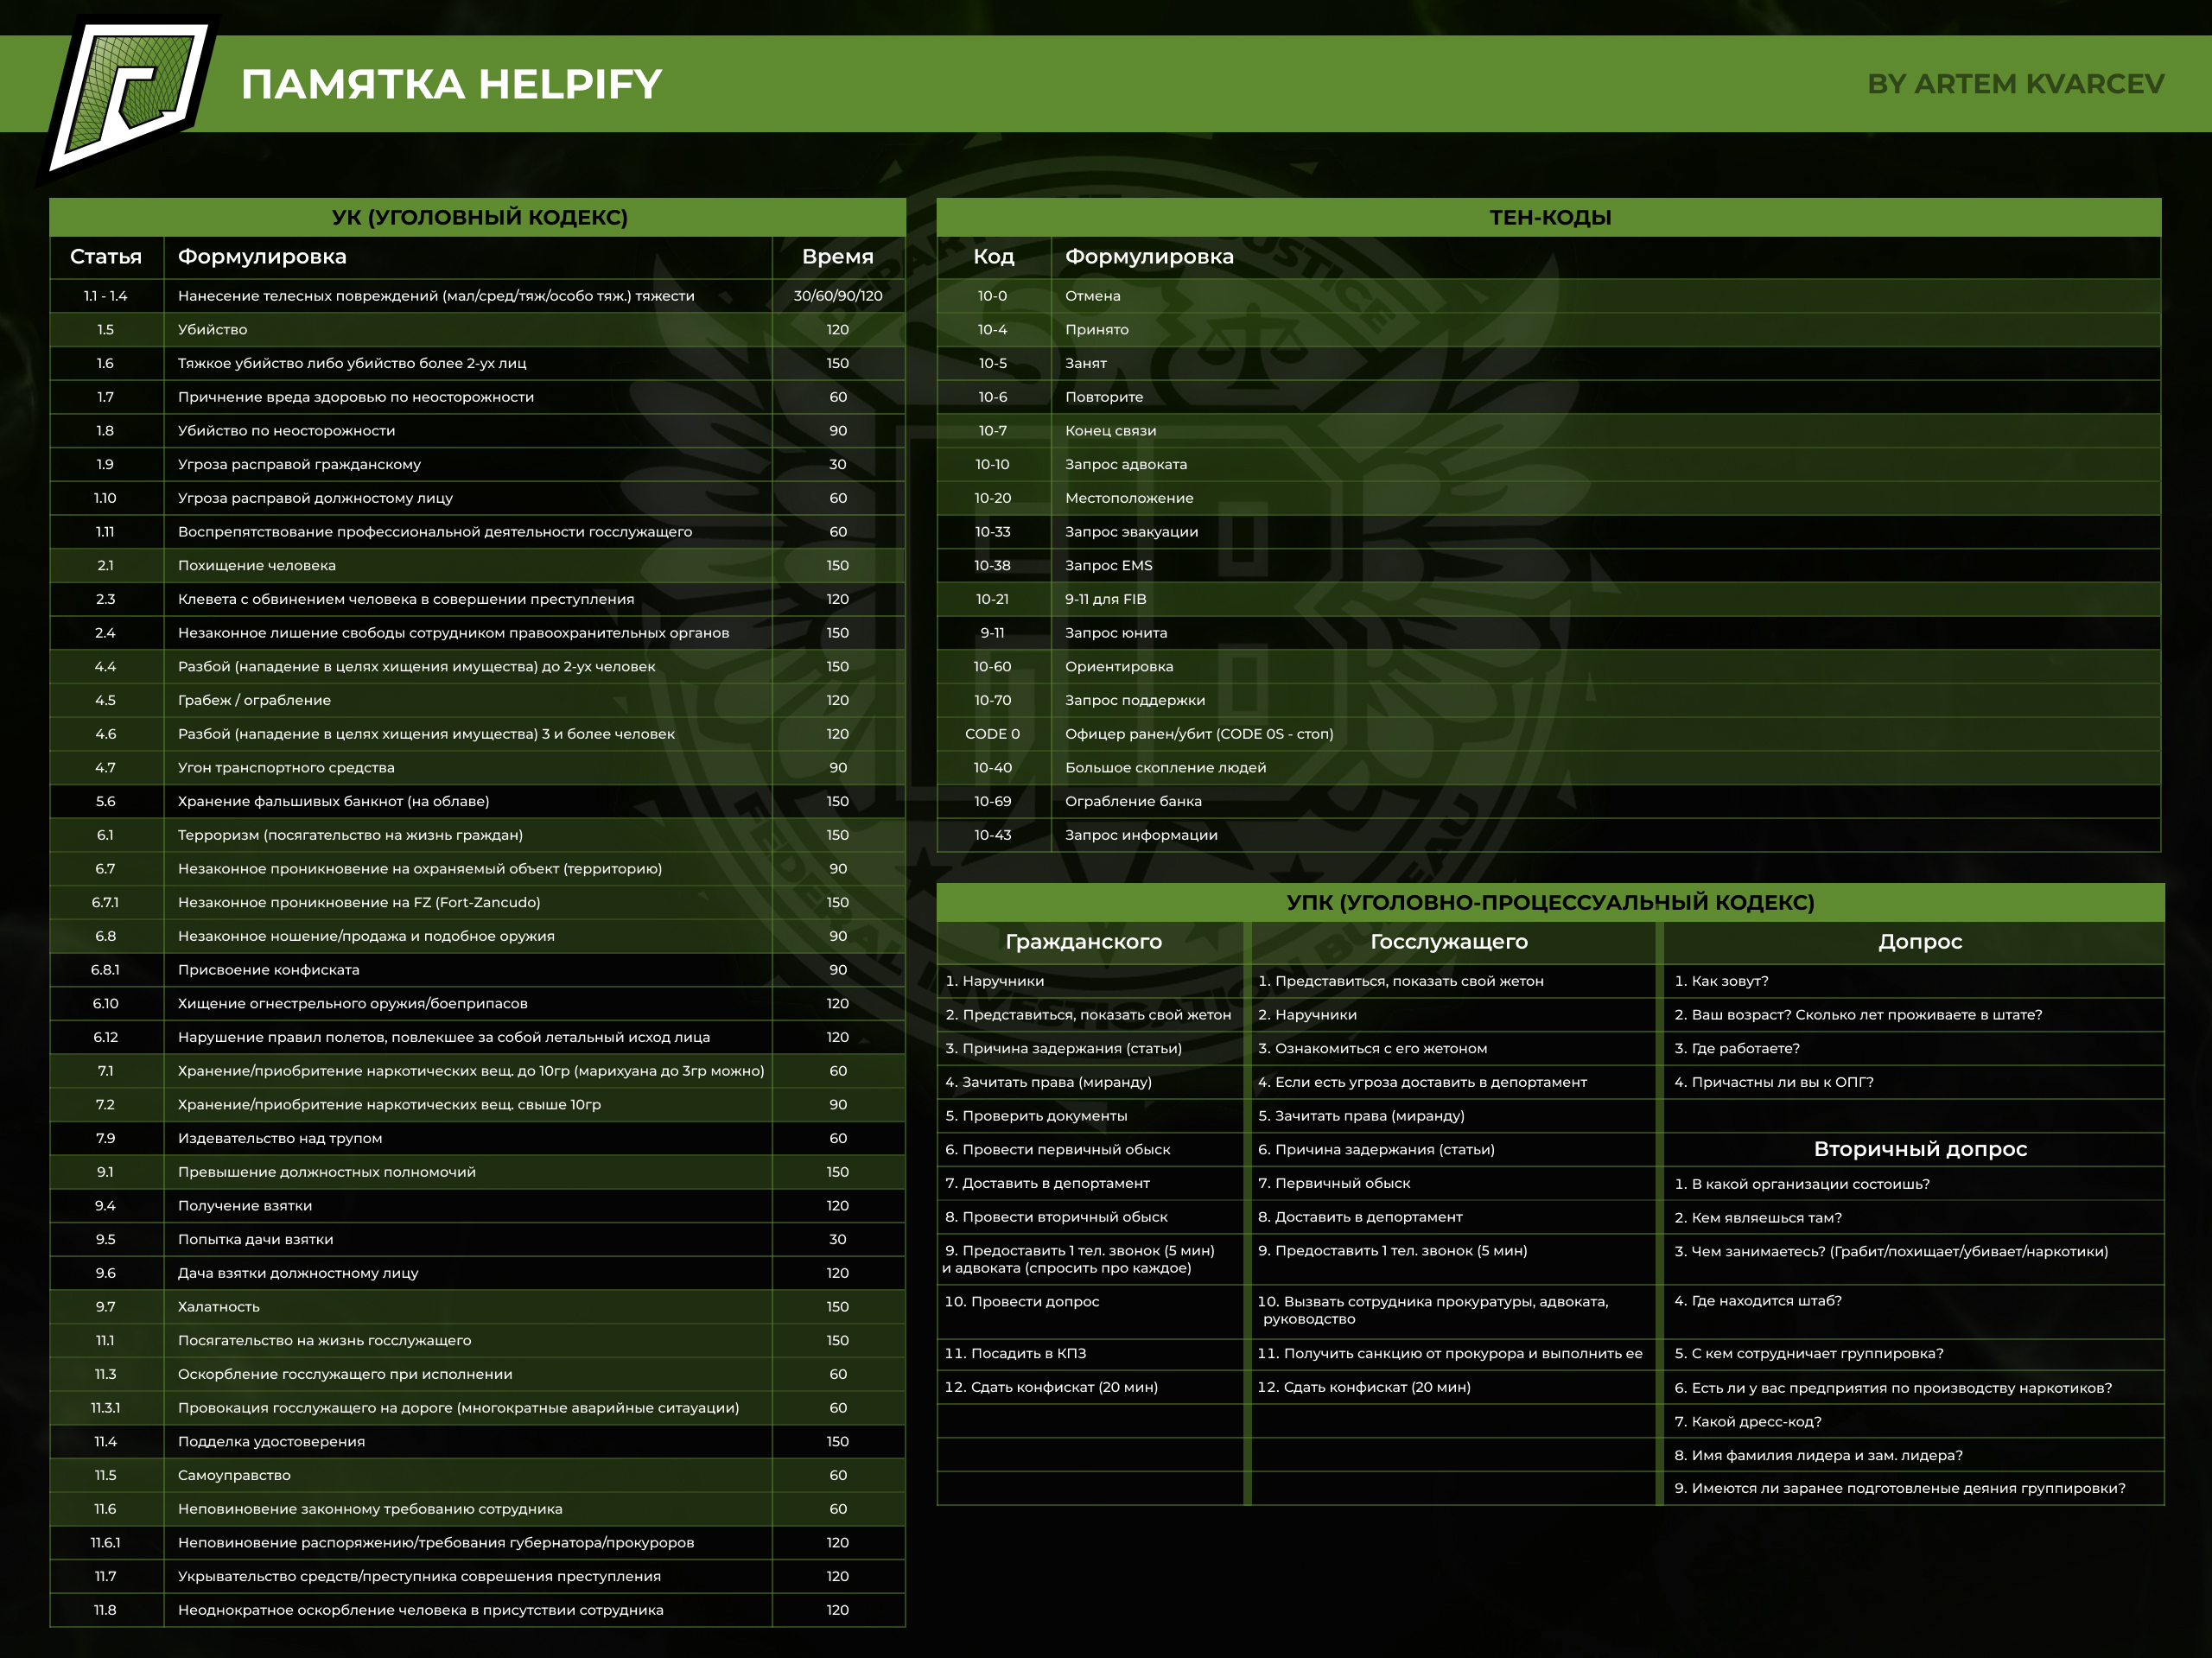 ПАМЯТКА HELPIFY
BY ARTEM KVARCEV
УК (УГОЛОВНЫЙ КОДЕКС)
Статья Формулировка Время
1.1 - 1.4 Нанесение телесных повреждений (мал/сред/тяж/особо тяж.) тяжести 30/60/90/120
1.5 Убийство 120
1.6 Тяжкое убийство либо убийство более 2-ух лиц 150
1.7 Причнение вреда здоровью по неосторожности 60
1.8 Убийство по неосторожности 90
1.9 Угроза расправой гражданскому 30
1.10 Угроза расправой должностому лицу 60
1.11 Воспрепятствование профессиональной деятельности госслужащего 60
2.1 Похищение человека 150
2.3 Клевета с обвинением человека в совершении преступления 120
2.4 Незаконное лишение свободы сотрудником правоохранительных органов 150
4.4 Разбой (нападение в целях хищения имущества) до 2-ух человек 150
4.5 Грабеж / ограбление 120
4.6 Разбой (нападение в целях хищения имущества) 3 и более человек 120
4.7 Угон транспортного средства 90
5.6 Хранение фальшивых банкнот (на облаве) 150
6.1 Терроризм (посягательство на жизнь граждан) 150
6.7 Незаконное проникновение на охраняемый объект (территорию) 90
6.7.1 Незаконное проникновение на FZ (Fort-Zancudo) 150
6.8 Незаконное ношение/продажа и подобное оружия 90
6.8.1 Присвоение конфиската 90
6.10 Хищение огнестрельного оружия/боеприпасов 120
6.12 Нарушение правил полетов, повлекшее за собой летальный исход лица 120
7.1 Хранение/приобритение наркотических вещ. до 10гр (марихуана до 3гр можно) 60
7.2 Хранение/приобритение наркотических вещ. свыше 10гр 90
7.9 Издевательство над трупом 60
9.1 Превышение должностных полномочий 150
9.4 Получение взятки 120
9.5 Попытка дачи взятки 30
9.6 Дача взятки должностному лицу 120
9.7 Халатность 150
11.1 Посягательство на жизнь госслужащего 150
11.3 Оскорбление госслужащего при исполнении 60
11.3.1 Провокация госслужащего на дороге (многократные аварийные ситауации) 60
11.4 Подделка удостоверения 150
11.5 Самоуправство 60
11.6 Неповиновение законному требованию сотрудника 60
11.6.1 Неповиновение распоряжению/требования губернатора/прокуроров 120
11.7 Укрывательство средств/преступника соврешения преступления 120
11.8 Неоднократное оскорбление человека в присутствии сотрудника 120
ТЕН-КОДЫ
Код Формулировка
10-0 Отмена
10-4 Принято
10-5 Занят
10-6 Повторите
10-7 Конец связи
10-10 Запрос адвоката
10-20 Местоположение
10-33 Запрос эвакуации
10-38 Запрос EMS
10-21 9-11 для FIB
9-11 Запрос юнита
10-60 Ориентировка
10-70 Запрос поддержки
CODE 0 Офицер ранен/убит (CODE 0S - стоп)
10-40 Большое скопление людей
10-69 Ограбление банка
10-43 Запрос информации
УПК (УГОЛОВНО-ПРОЦЕССУАЛЬНЫЙ КОДЕКС)
Гражданского
1. Наручники
2. Представиться, показать свой жетон
3. Причина задержания (статьи)
4. Зачитать права (миранду)
5. Проверить документы
6. Провести первичный обыск
7. Доставить в депортамент
8. Провести вторичный обыск
9. Предоставить 1 тел. звонок (5 мин)
и адвоката (спросить про каждое)
10. Провести допрос
11. Посадить в КПЗ
12. Сдать конфискат (20 мин)
Госслужащего
1. Представиться, показать свой жетон
2. Наручники
3. Ознакомиться с его жетоном
4. Если есть угроза доставить в депортамент
5. Зачитать права (миранду)
6. Причина задержания (статьи)
7. Первичный обыск
8. Доставить в депортамент
9. Предоставить 1 тел. звонок (5 мин)
10. Вызвать сотрудника прокуратуры, адвоката,
руководство
11. Получить санкцию от прокурора и выполнить ее
12. Сдать конфискат (20 мин)
Допрос
1. Как зовут?
2. Ваш возраст? Сколько лет проживаете в штате?
3. Где работаете?
4. Причастны ли вы к ОПГ?
Вторичный допрос
1. В какой организации состоишь?
2. Кем являешься там?
3. Чем занимаетесь? (Грабит/похищает/убивает/наркотики)
4. Где находится штаб?
5. С кем сотрудничает группировка?
6. Есть ли у вас предприятия по производству наркотиков?
7. Какой дресс-код?
8. Имя фамилия лидера и зам. лидера?
9. Имеются ли заранее подготовленые деяния группировки?